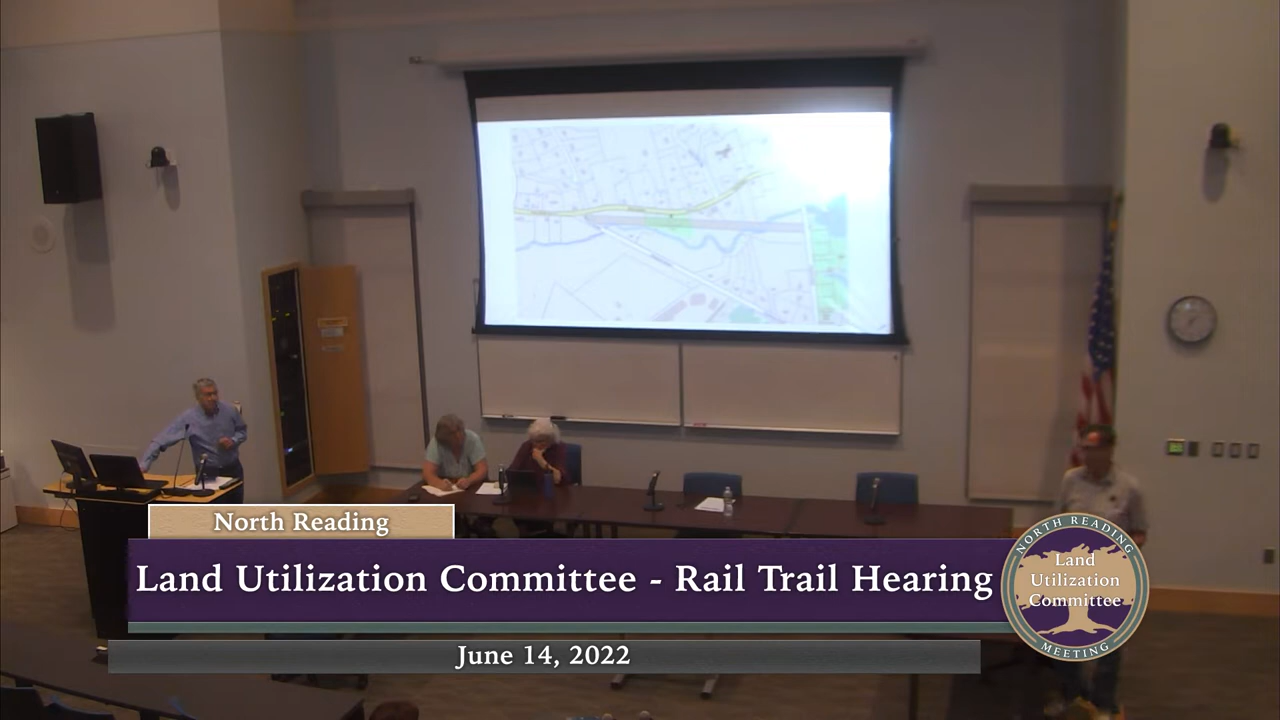 North Reading
Land Utilization Committee - Rail Trail Hearing
June 14, 2022
NORTH READING
Land
Utilization
Committee
MEETING